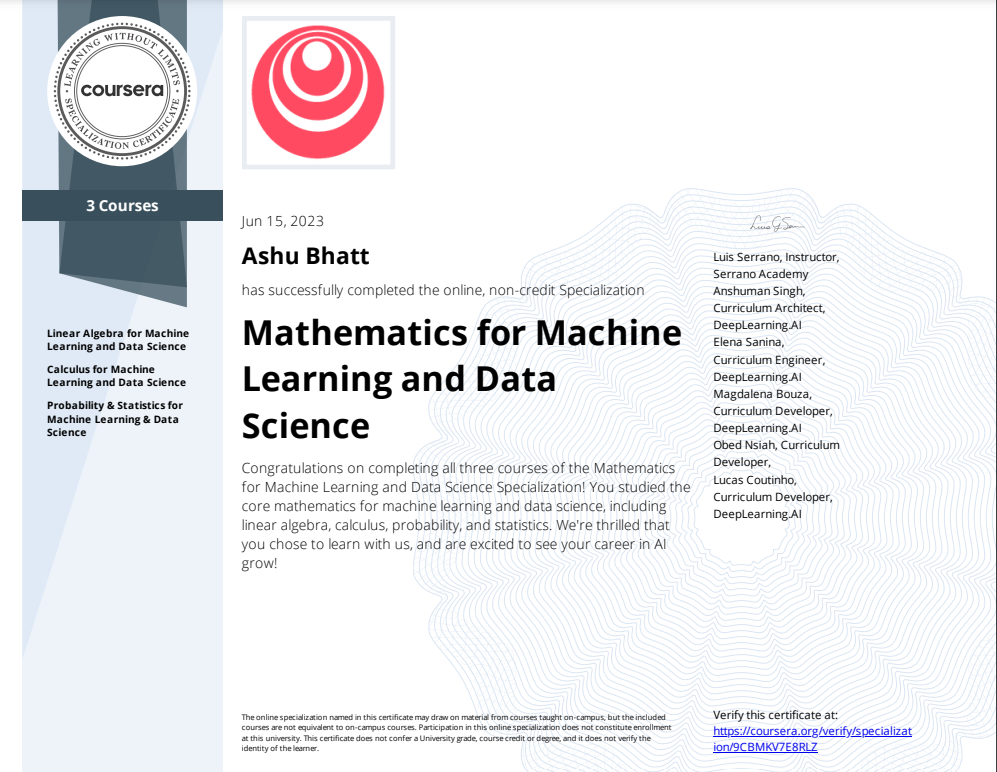 LEARNING WITHOUT LIMITS
coursera
SPECIALIZATION CERTIFICATE
3 Courses
Linear Algebra for Machine
Learning and Data Science
Calculus for Machine
Learning and Data Science
Probability & Statistics for
Machine Learning & Data
Science
Jun 15, 2023
Ashu Bhatt
has successfully completed the online, non-credit Specialization
Mathematics for Machine
Learning and Data
Science
Congratulations on completing all three courses of the Mathematics
for Machine Learning and Data Science Specialization! You studied the
core mathematics for machine learning and data science, including
linear algebra, calculus, probability, and statistics. We're thrilled that
you chose to learn with us, and are excited to see your career in AI
grow!
Luis Serrano, Instructor,
Serrano Academy
Anshuman Singh,
Curriculum Architect,
DeepLearning.AI
Elena Sanina,
Curriculum Engineer,
DeepLearning.AI
Magdalena Bouza,
Curriculum Developer,
DeepLearning.AI
Obed Nsiah, Curriculum
Developer,
Lucas Coutinho,
Curriculum Developer,
DeepLearning.AI
The online specialization named in this certificate may draw on material from courses taught on-campus, but the included
courses are not equivalent to on-campus courses. Participation in this online specialization does not constitute enrollment
at this university. This certificate does not confer a University grade, course credit or degree, and it does not verify the
identity of the learner.
Verify this certificate at:
https://coursera.org/verify/specializat
ion/9CBMKV7E8RLZ